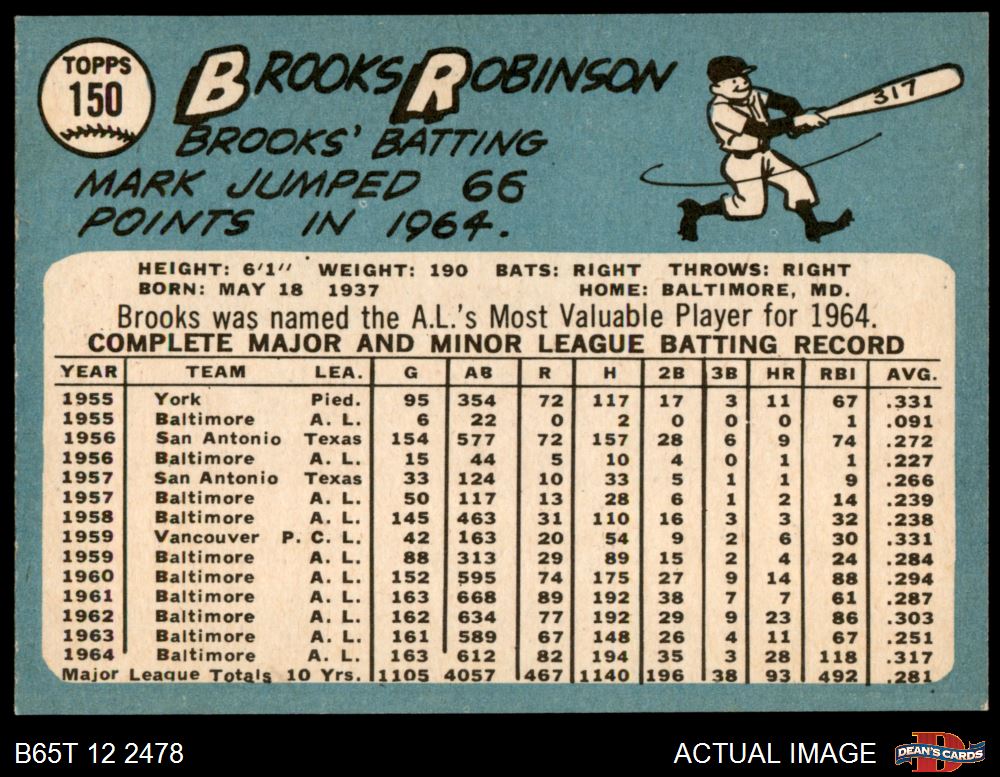 TOPPS
150
BROOKS ROBINSON
317
BROOKS' BATTING
MARK JUMPED 66
POINTS IN 1964.
HEIGHT: 6'1" WEIGHT: 190 BATS: RIGHT THROWS: RIGHT
BORN: MAY 18 1937 HOME: BALTIMORE, MD.
Brooks was named the A.L.'s Most Valuable Player for 1964.
COMPLETE MAJOR AND MINOR LEAGUE BATTING RECORD
YEAR TEAM LEA. G AB R H 2B 3B HR RBI AVG.
1955 York Pied. 95 354 72 117 17 3 11 67 .331
1955 Baltimore A. L. 6 22 0 2 0 0 0 1 .091
1956 San Antonio Texas 154 577 72 157 28 6 9 74 .272
1956 Baltimore A. L. 15 44 5 10 4 0 1 1 .227
1957 San Antonio Texas 33 124 10 33 5 1 1 9 .266
1957 Baltimore A. L. 50 117 13 28 6 1 2 14 .239
1958 Baltimore A. L. 145 463 31 110 16 3 3 32 .238
1959 Vancouver P. C. L. 42 163 20 54 9 2 6 30 .331
1959 Baltimore A. L. 88 313 29 89 15 2 4 24 .284
1960 Baltimore A. L. 152 595 74 175 27 9 14 88 .294
1961 Baltimore A. L. 163 668 89 192 38 7 7 61 .287
1962 Baltimore A. L. 162 634 77 192 29 9 23 86 .303
1963 Baltimore A. L. 161 589 67 148 26 4 11 67 .251
1964 Baltimore A. L. 163 612 82 194 35 3 28 118 .317
Major League Totals 10 Yrs. 1105 4057 467 1140 196 38 93 492 .281
B65T 12 2478 ACTUAL IMAGE
D DEAN'S CARDS